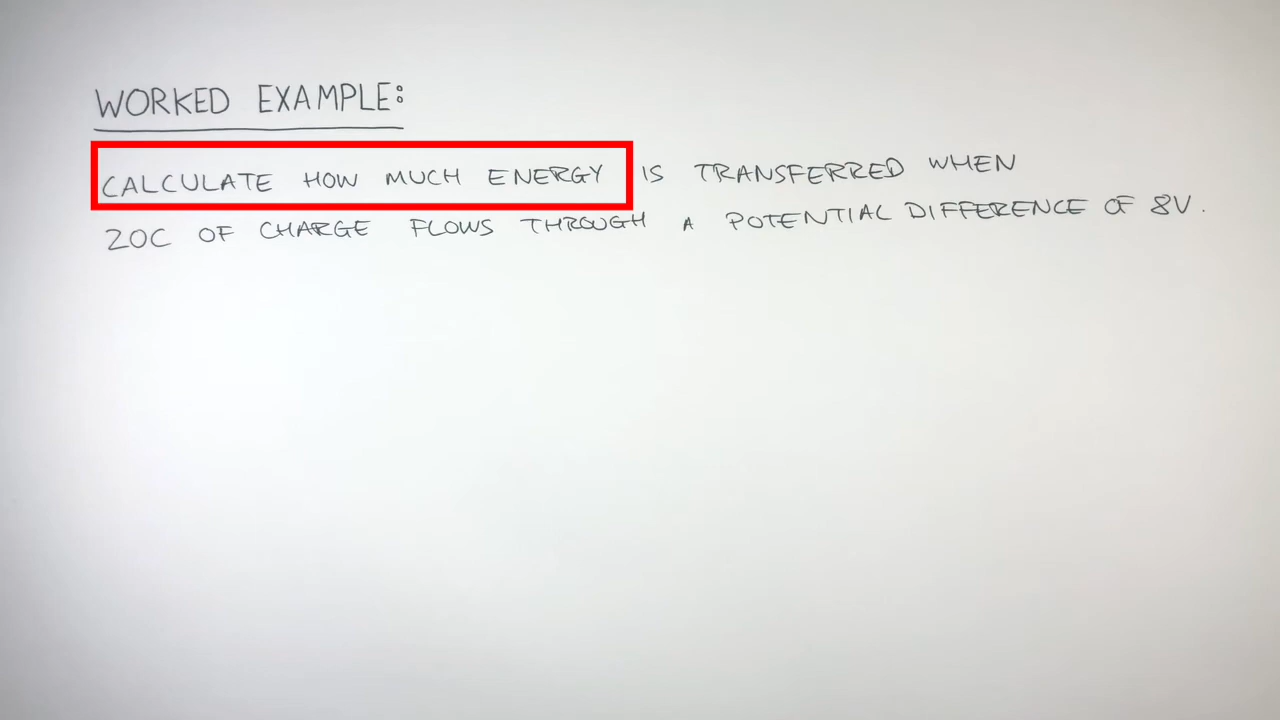 WORKED EXAMPLE:
CALCULATE HOW MUCH ENERGY IS TRANSFERRED WHEN
20C OF CHARGE FLOWS THROUGH A POTENTIAL DIFFERENCE OF 8V.